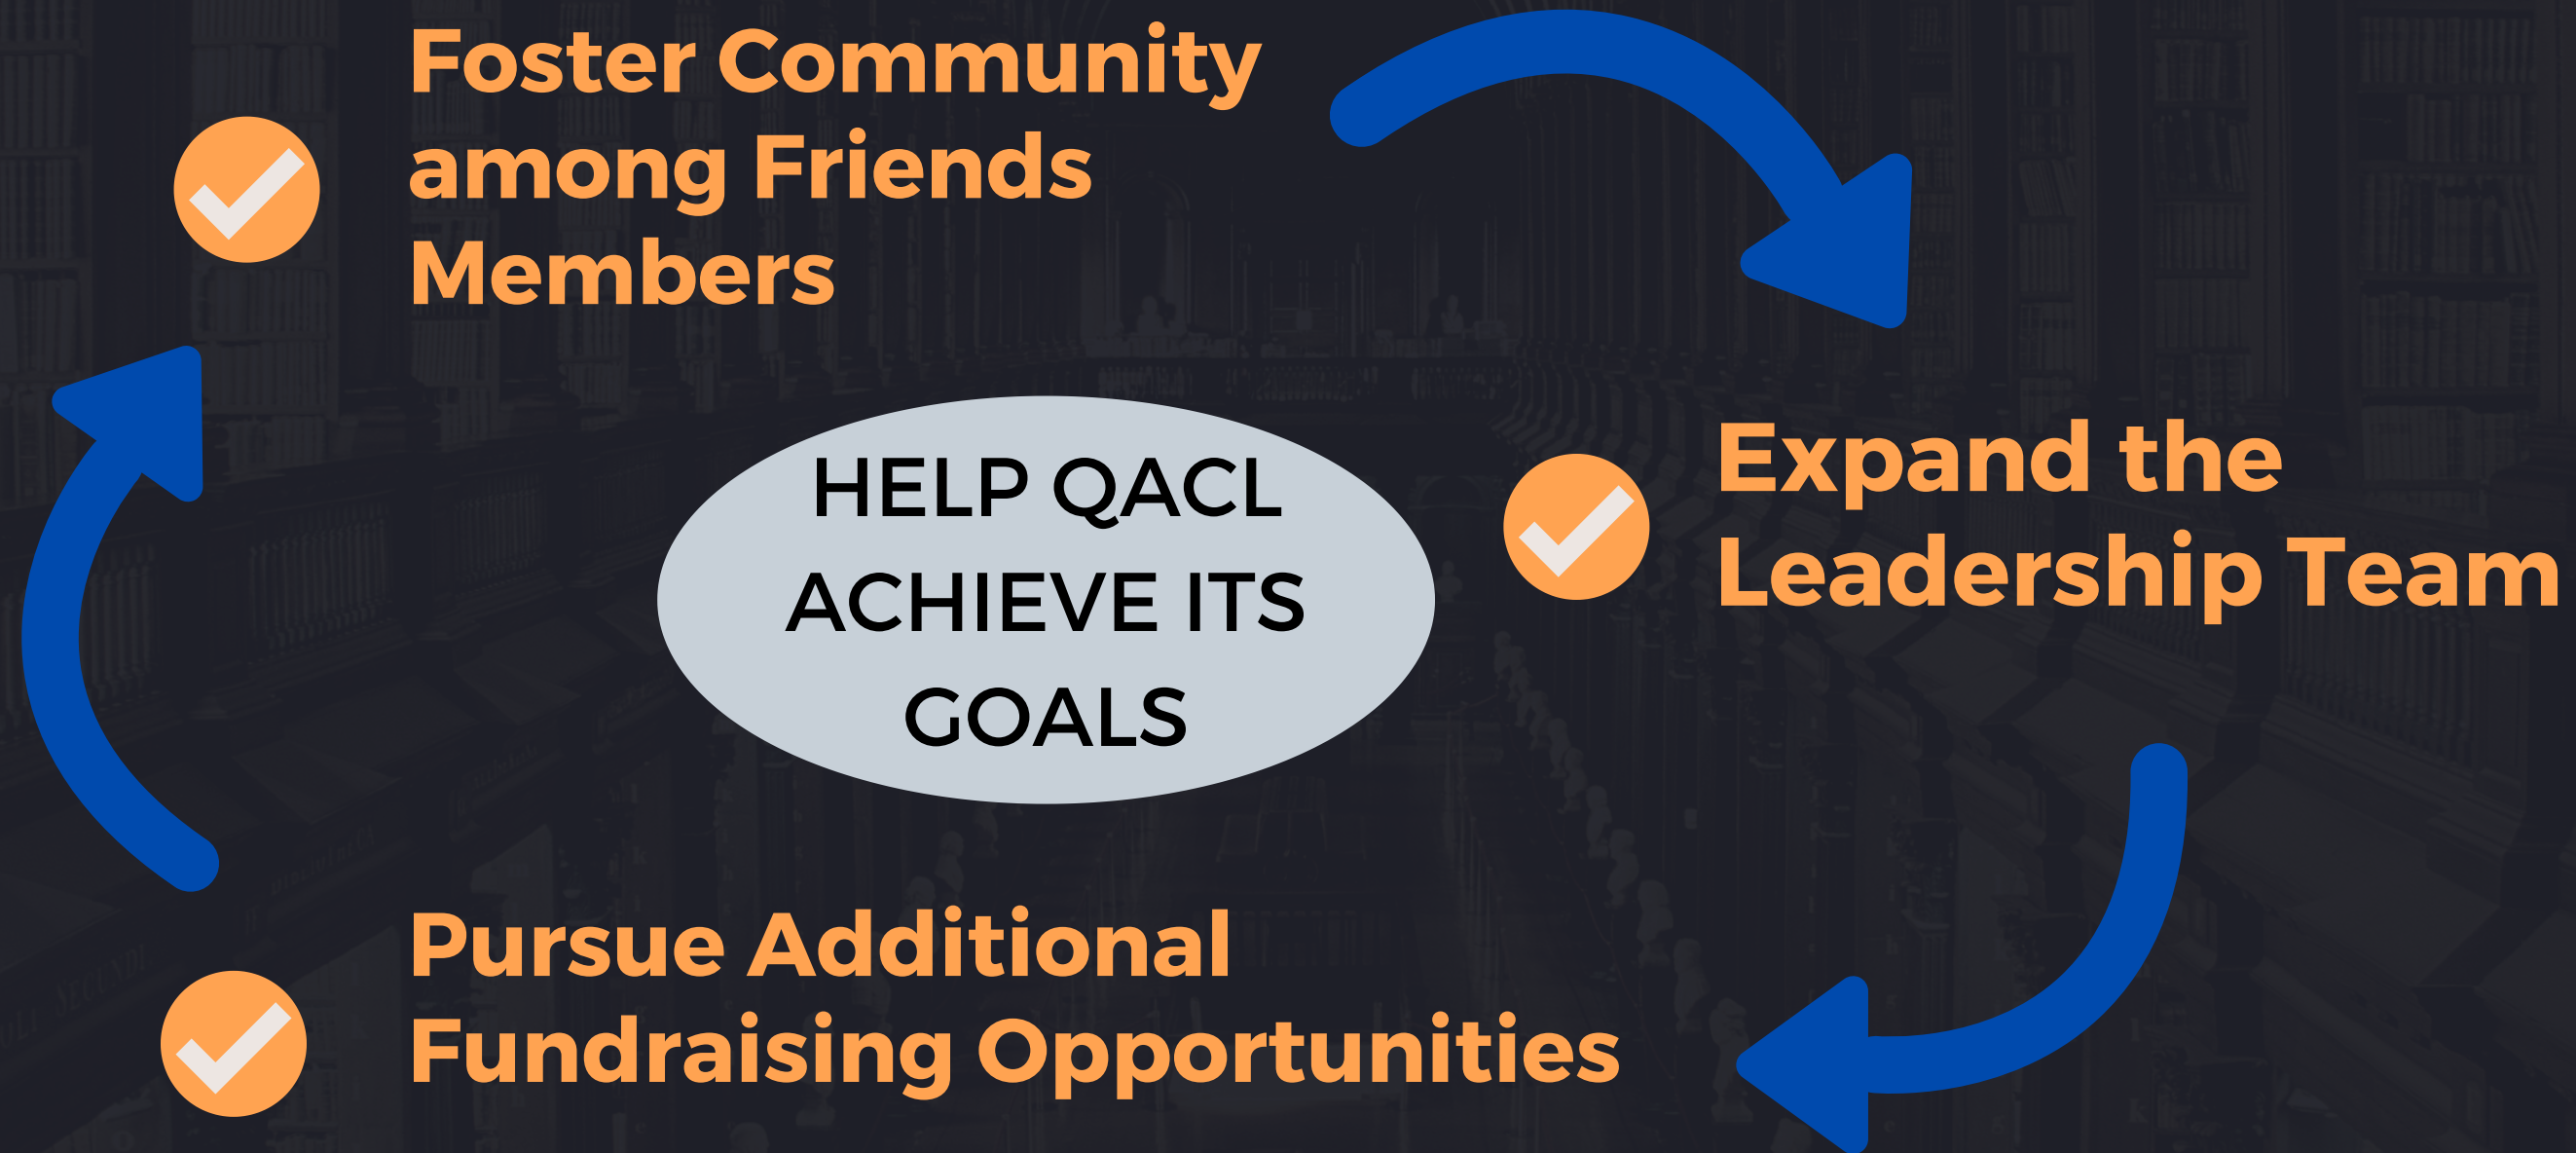 Foster Community
among Friends
Members
HELP QACL
ACHIEVE ITS
GOALS
Expand the
Leadership Team
Pursue Additional
Fundraising Opportunities